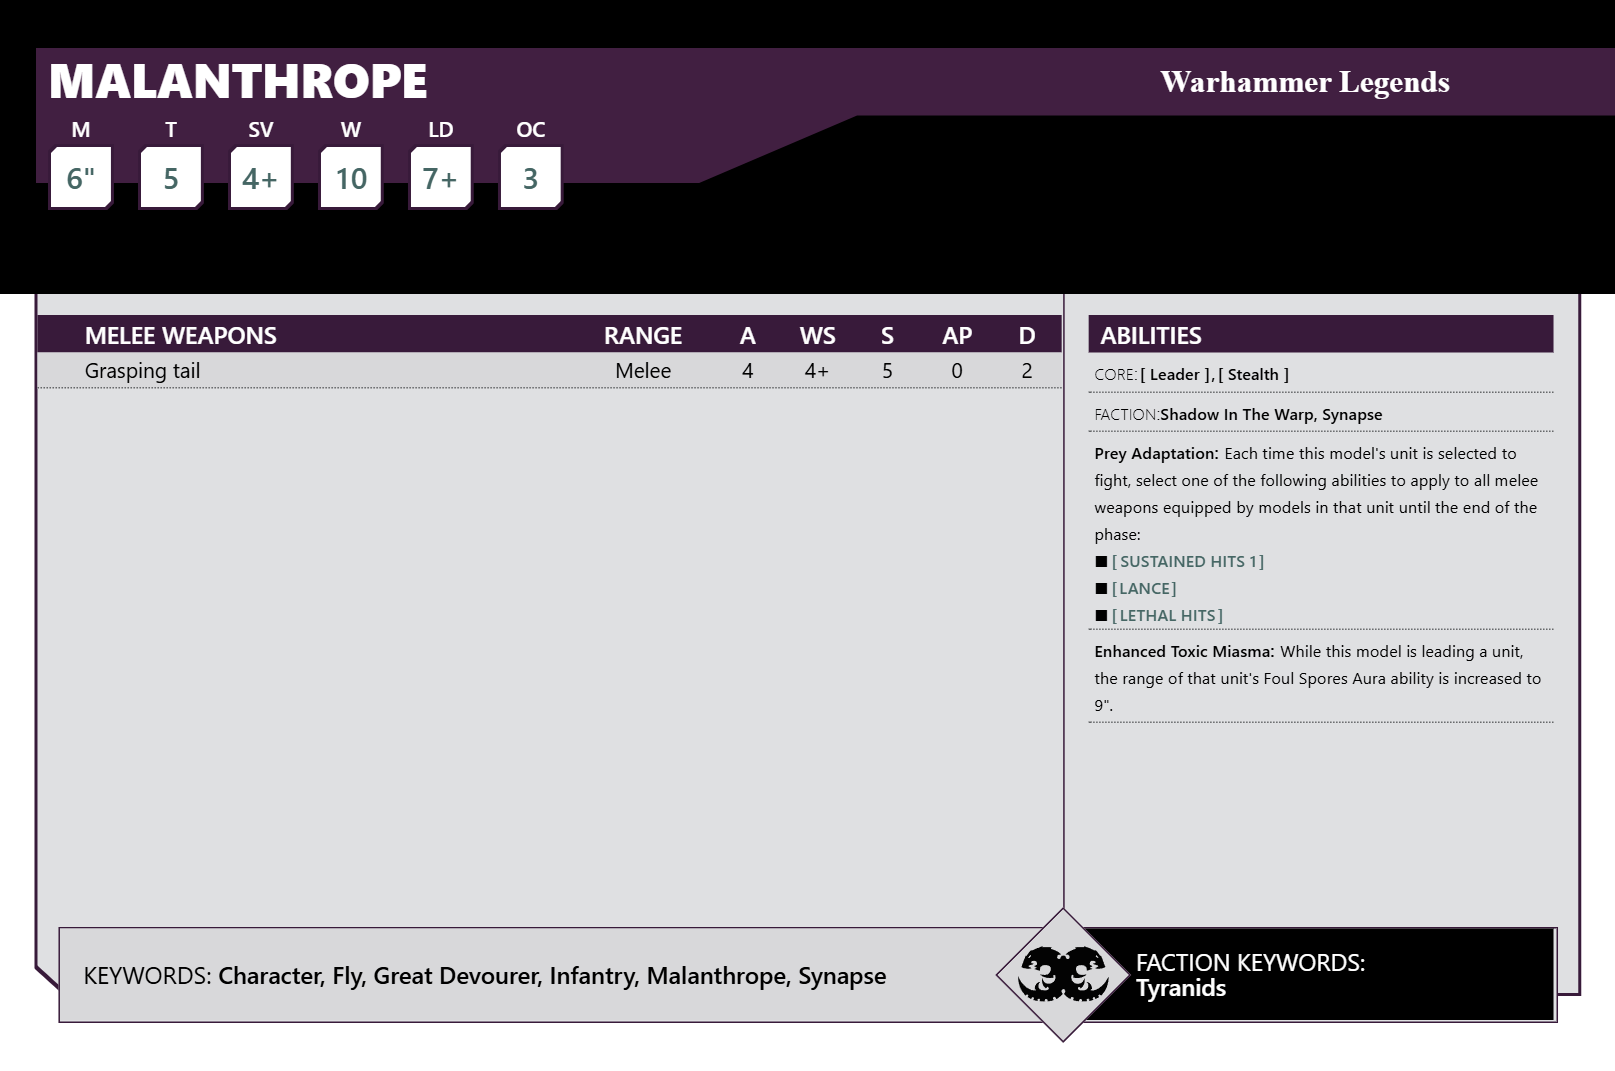 MALANTHROPE
Warhammer Legends
M T SV W LD OC
6" 5 4+ 10 7+ 3
MELEE WEAPONS RANGE A WS S AP D
Grasping tail Melee 4 4+ 5 0 2
ABILITIES
CORE: [ Leader ], [ Stealth ]
FACTION:Shadow In The Warp, Synapse
Prey Adaptation: Each time this model's unit is selected to
fight, select one of the following abilities to apply to all melee
weapons equipped by models in that unit until the end of the
phase:
■ [ SUSTAINED HITS 1 ]
■ [ LANCE ]
■ [ LETHAL HITS ]
Enhanced Toxic Miasma: While this model is leading a unit,
the range of that unit's Foul Spores Aura ability is increased to
9".
KEYWORDS: Character, Fly, Great Devourer, Infantry, Malanthrope, Synapse
FACTION KEYWORDS:
Tyranids